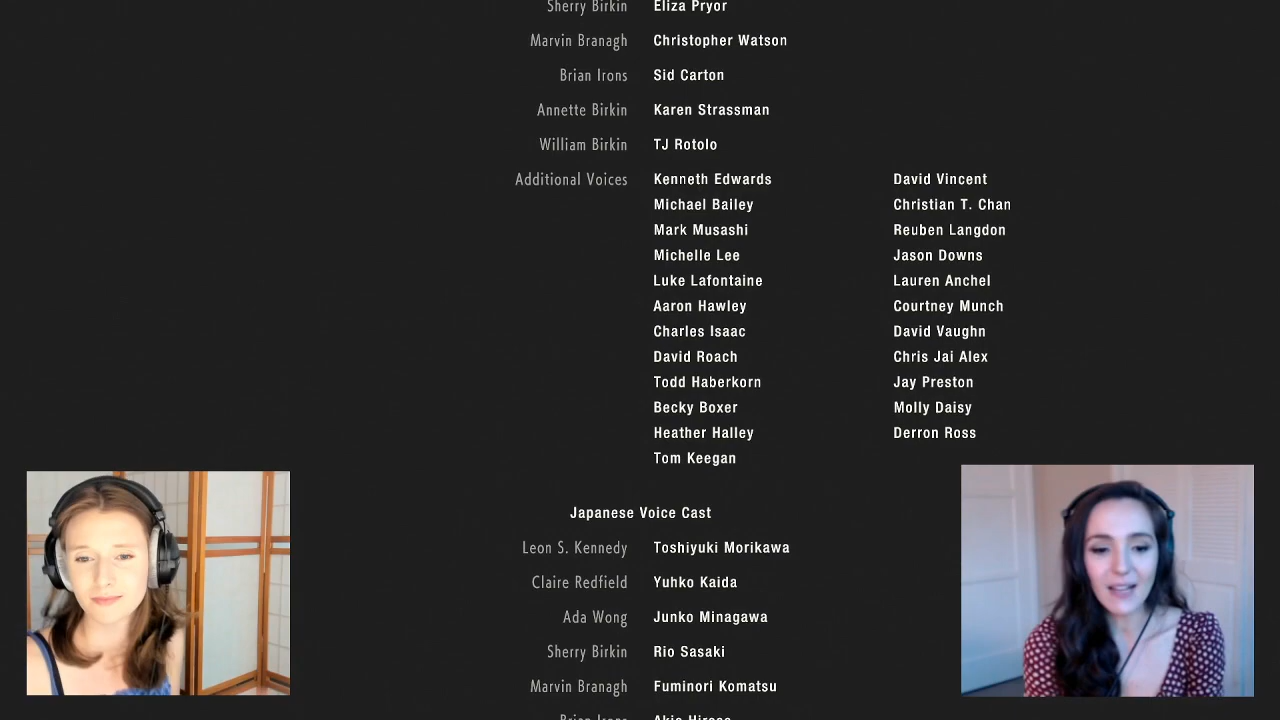 Sherry Birkin Eliza Pryor
Marvin Branagh Christopher Watson
Brian Irons Sid Carton
Annette Birkin Karen Strassman
William Birkin TJ Rotolo
Additional Voices Kenneth Edwards David Vincent
Michael Bailey Christian T. Chan
Mark Musashi Reuben Langdon
Michelle Lee Jason Downs
Luke Lafontaine Lauren Anchel
Aaron Hawley Courtney Munch
Charles Isaac David Vaughn
David Roach Chris Jai Alex
Todd Haberkorn Jay Preston
Becky Boxer Molly Daisy
Heather Halley Derron Ross
Tom Keegan
Japanese Voice Cast
Leon S. Kennedy Toshiyuki Morikawa
Claire Redfield Yuhko Kaida
Ada Wong Junko Minagawa
Sherry Birkin Rio Sasaki
Marvin Branagh Fuminori Komatsu
Brian Irons